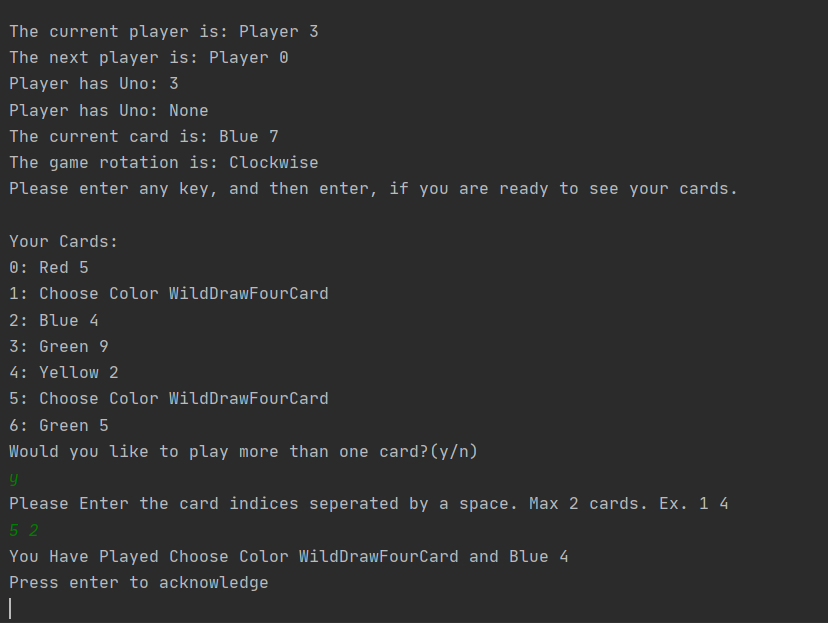 The current player is: Player 3
The next player is: Player 0
Player has Uno: 3
Player has Uno: None
The current card is: Blue 7
The game rotation is: Clockwise
Please enter any key, and then enter, if you are ready to see your cards.
Your Cards:
0: Red 5
1: Choose Color WildDrawFourCard
2: Blue 4
3: Green 9
4: Yellow 2
5: Choose Color WildDrawFourCard
6: Green 5
Would you like to play more than one card?(y/n)
y
Please Enter the card indices seperated by a space. Max 2 cards. Ex. 1 4
5 2
You Have Played Choose Color WildDrawFourCard and Blue 4
Press enter to acknowledge